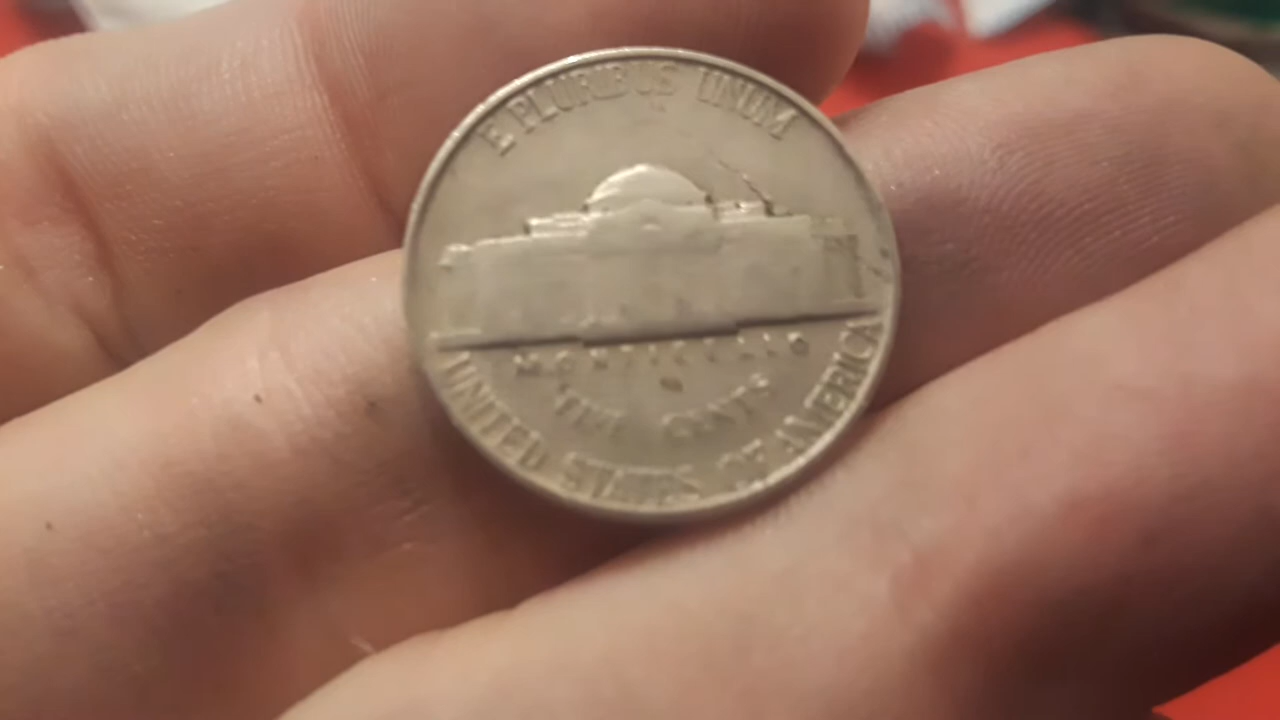 E PLURIBUS UNUM
MONTICELLO
FIVE CENTS
UNITED STATES OF AMERICA